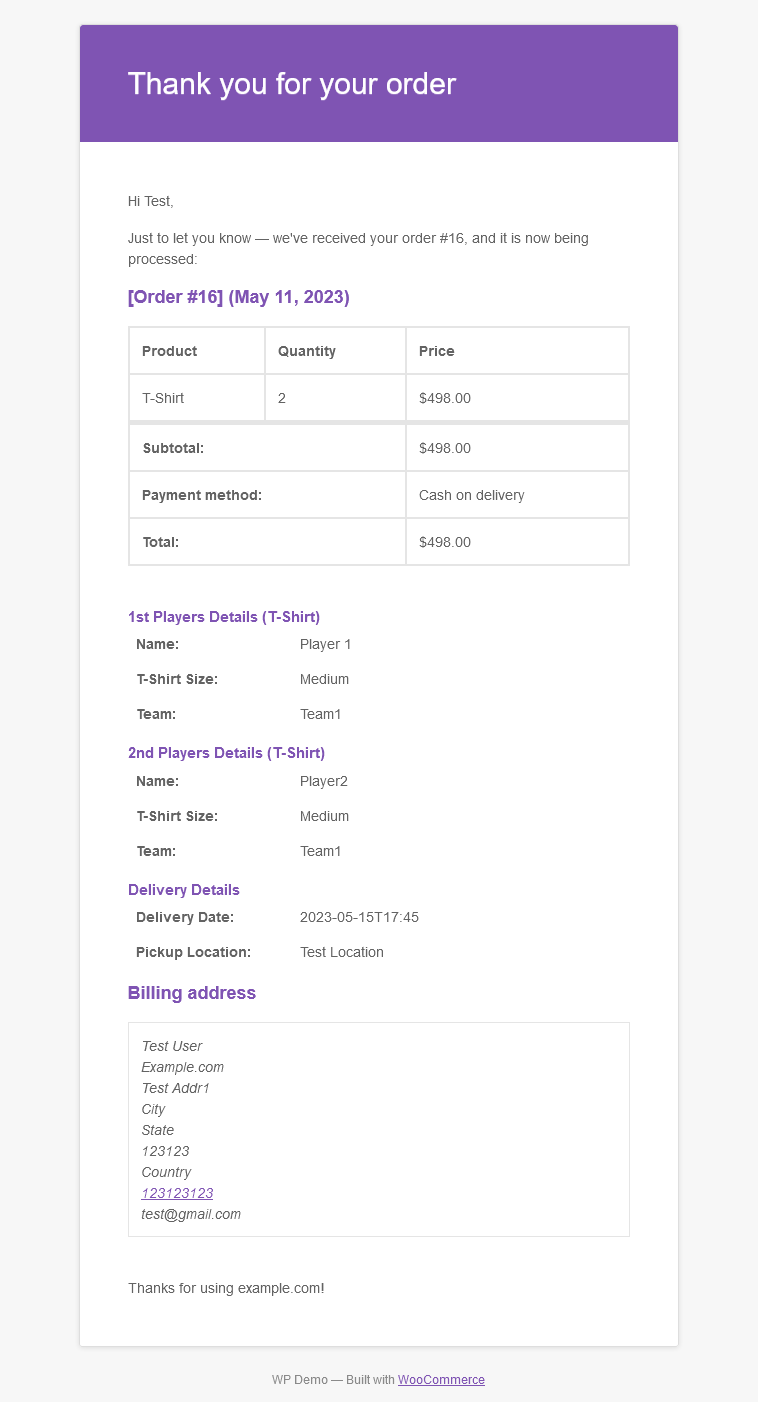 Thank you for your order
Hi Test,
Just to let you know — we've received your order #16, and it is now being
processed:
[Order #16] (May 11, 2023)
Product Quantity Price
T-Shirt 2 $498.00
Subtotal: $498.00
Payment method: Cash on delivery
Total: $498.00
1st Players Details (T-Shirt)
Name: Player 1
T-Shirt Size: Medium
Team: Team1
2nd Players Details (T-Shirt)
Name: Player2
T-Shirt Size: Medium
Team: Team1
Delivery Details
Delivery Date: 2023-05-15T17:45
Pickup Location: Test Location
Billing address
Test User
Example.com
Test Addr1
City
State
123123
Country
123123123
test@gmail.com
Thanks for using example.com!
WP Demo — Built with WooCommerce